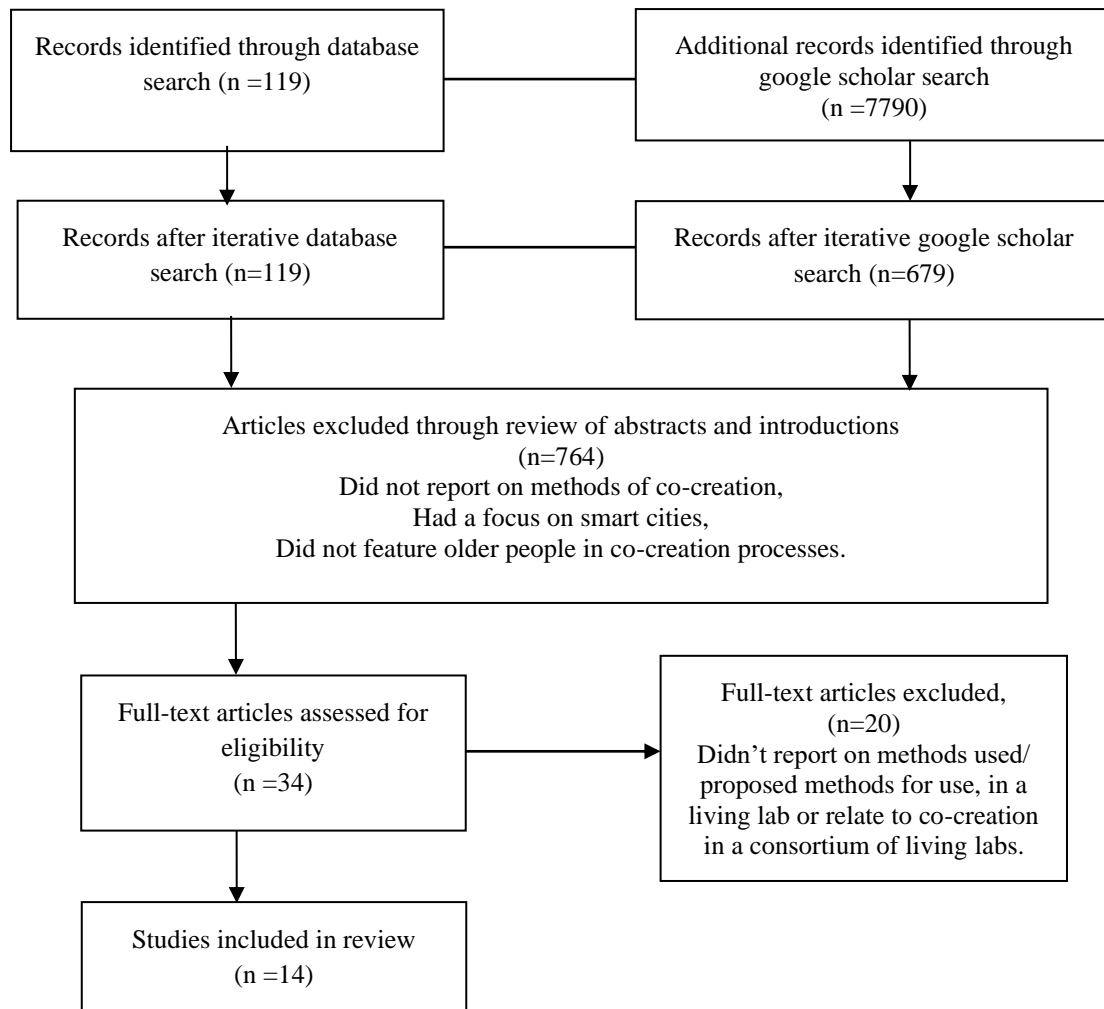 Records identified through database
search (n =119)
Additional records identified through
google scholar search
(n =7790)
Records after iterative database
search (n=119)
Records after iterative google scholar
search (n=679)
Articles excluded through review of abstracts and introductions
(n=764)
Did not report on methods of co-creation,
Had a focus on smart cities,
Did not feature older people in co-creation processes.
Full-text articles assessed for
eligibility
(n =34)
Full-text articles excluded,
(n=20)
Didn’t report on methods used/
proposed methods for use, in a
living lab or relate to co-creation
in a consortium of living labs.
Studies included in review
(n =14)